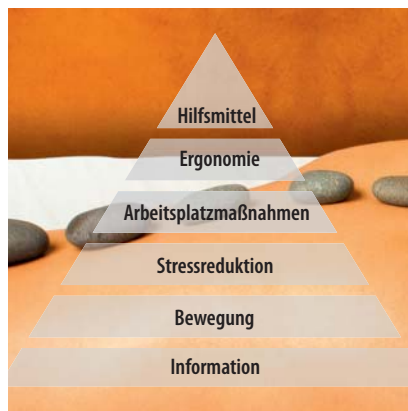 Hilfsmittel
Ergonomie
Arbeitsplatzmaßnahmen
Stressreduktion
Bewegung
Information